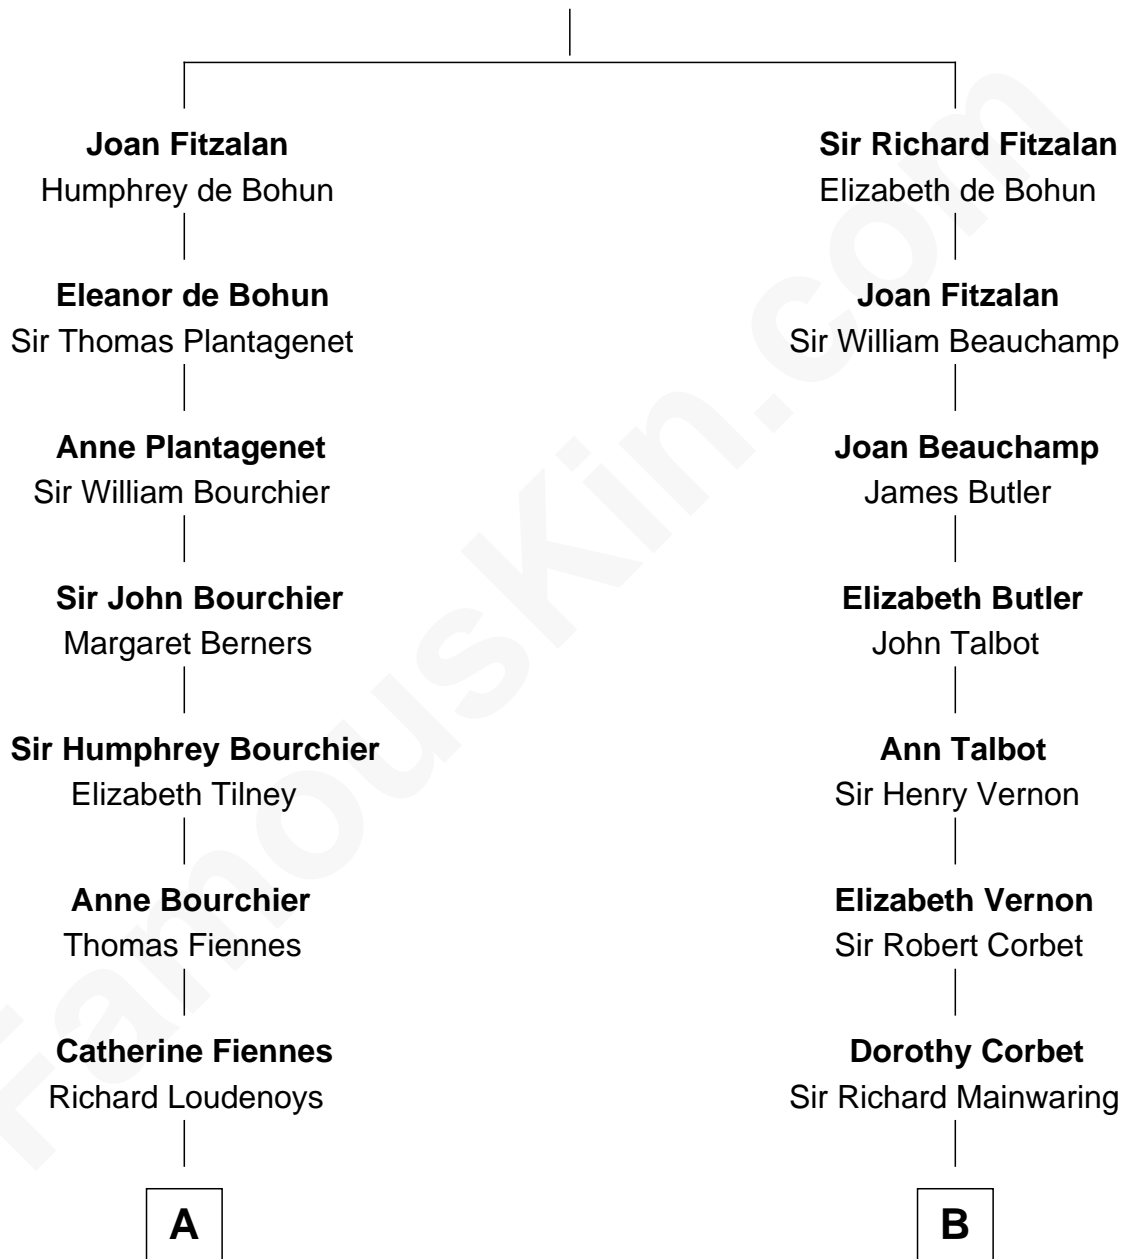 Joan Fitzalan
Humphrey de Bohun
Eleanor de Bohun
Sir Thomas Plantagenet
Anne Plantagenet
Sir William Bourchier
Sir John Bourchier
Margaret Berners
Sir Humphrey Bourchier
Elizabeth Tilney
Anne Bourchier
Thomas Fiennes
Catherine Fiennes
Richard Loudenoys
A
Sir Richard Fitzalan
Elizabeth de Bohun
Joan Fitzalan
Sir William Beauchamp
Joan Beauchamp
James Butler
Elizabeth Butler
John Talbot
Ann Talbot
Sir Henry Vernon
Elizabeth Vernon
Sir Robert Corbet
Dorothy Corbet
Sir Richard Mainwaring
B
FamousKin.com